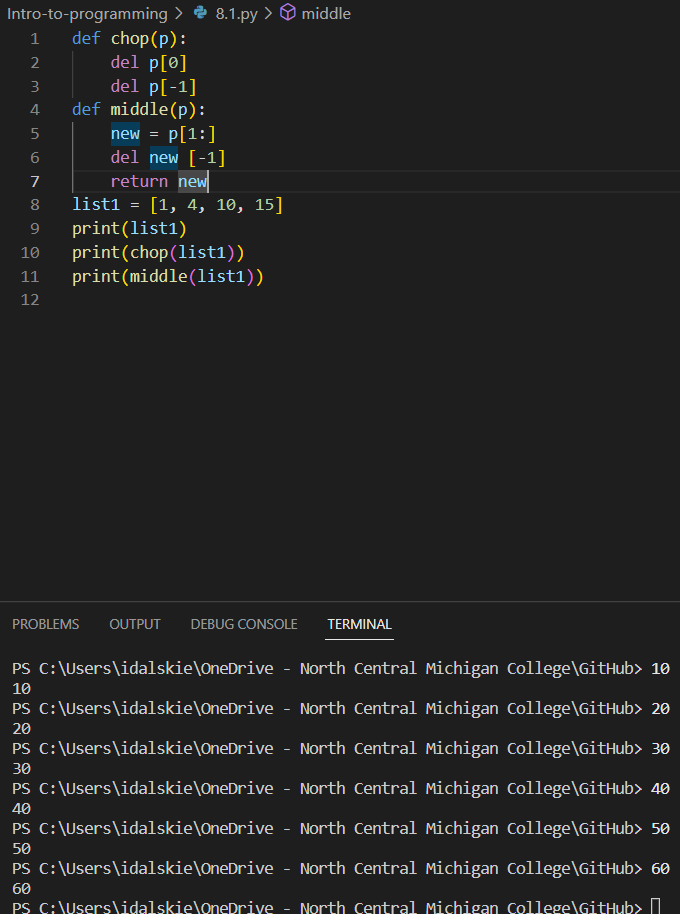 Intro-to-programming > 8.1.py > middle
1 def chop(p):
2     del p[0]
3     del p[-1]
4 def middle(p):
5     new = p[1:]
6     del new [-1]
7     return new
8 list1 = [1, 4, 10, 15]
9 print(list1)
10 print(chop(list1))
11 print(middle(list1))
12
PROBLEMS OUTPUT DEBUG CONSOLE TERMINAL
PS C:\Users\idalskie\OneDrive - North Central Michigan College\GitHub> 10
10
PS C:\Users\idalskie\OneDrive - North Central Michigan College\GitHub> 20
20
PS C:\Users\idalskie\OneDrive - North Central Michigan College\GitHub> 30
30
PS C:\Users\idalskie\OneDrive - North Central Michigan College\GitHub> 40
40
PS C:\Users\idalskie\OneDrive - North Central Michigan College\GitHub> 50
50
PS C:\Users\idalskie\OneDrive - North Central Michigan College\GitHub> 60
60
PS C:\Users\idalskie\OneDrive - North Central Michigan College\GitHub>